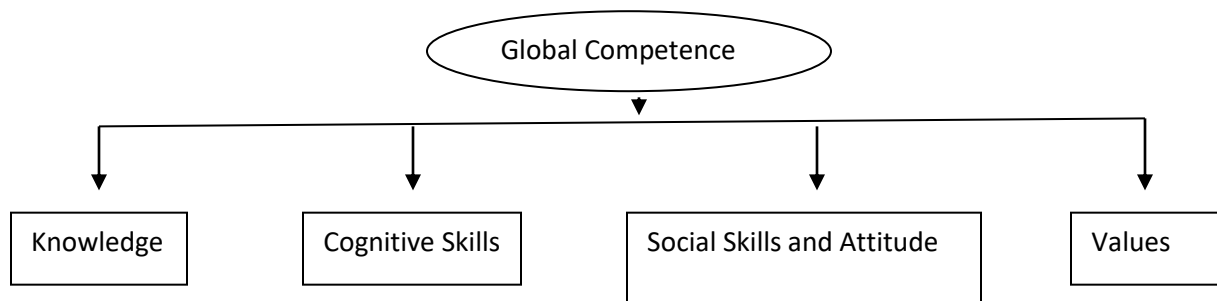 Global Competence
Knowledge
Cognitive Skills
Social Skills and Attitude
Values